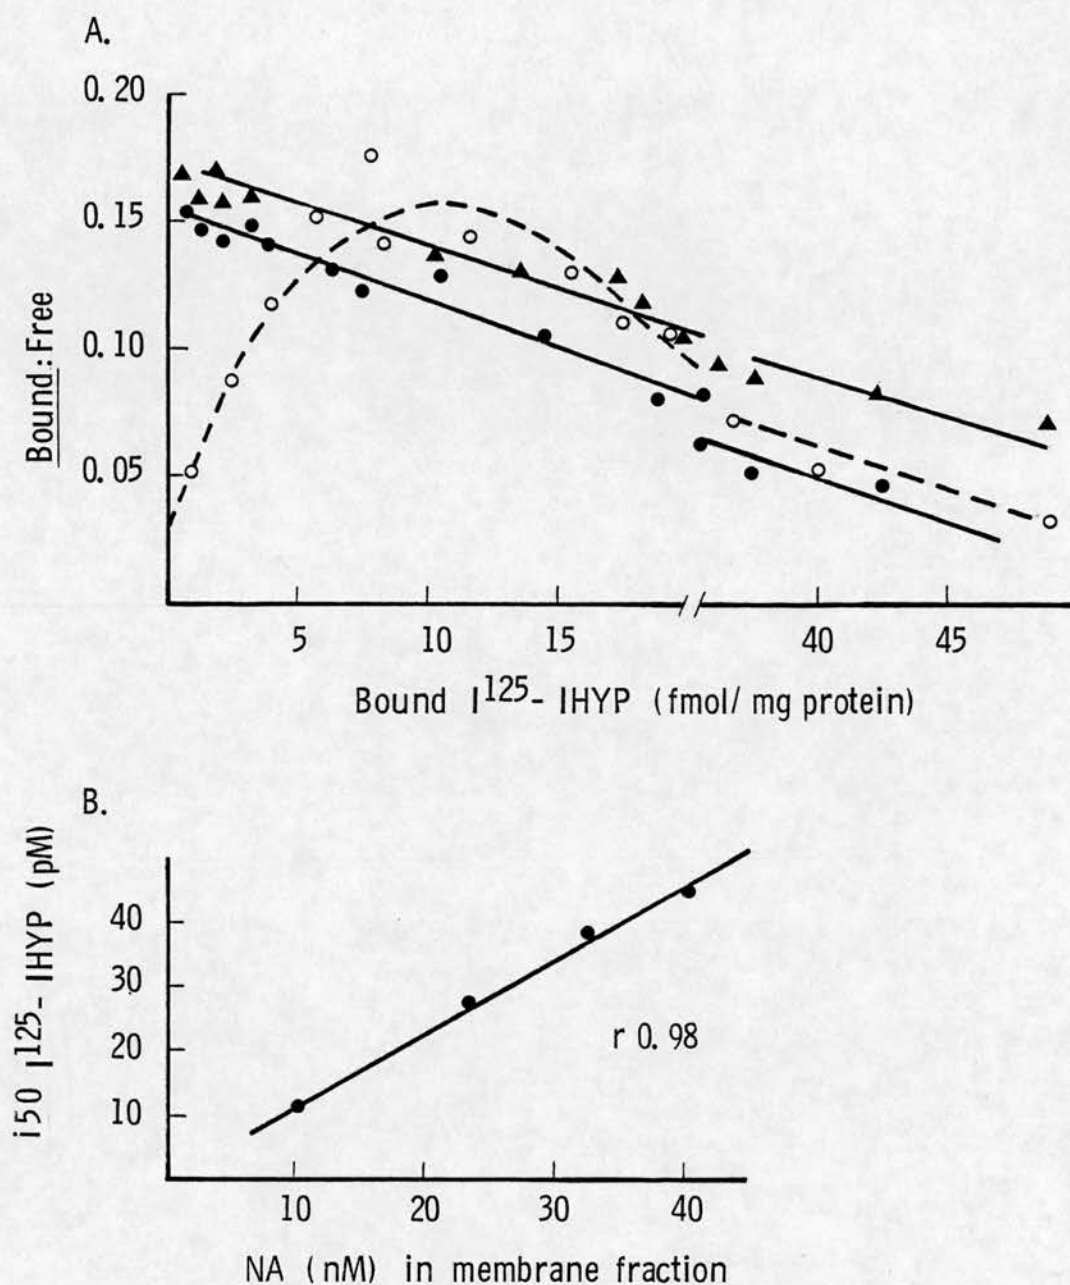 A.
0.20
0.15
0.10
0.05
Bound:Free
5 10 15 40 45
Bound I125- IHYP (fmol/ mg protein)
B.
i50 I125- IHYP (pM)
40
30
20
10
r 0.98
10 20 30 40
NA (nM) in membrane fraction